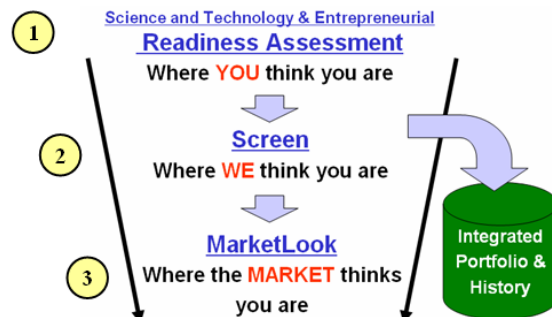 Science and Technology & Entrepreneurial
1
Readiness Assessment
Where YOU think you are
Screen
2
Where WE think you are
MarketLook
3
Where the MARKET thinks
you are
Integrated
Portfolio &
History